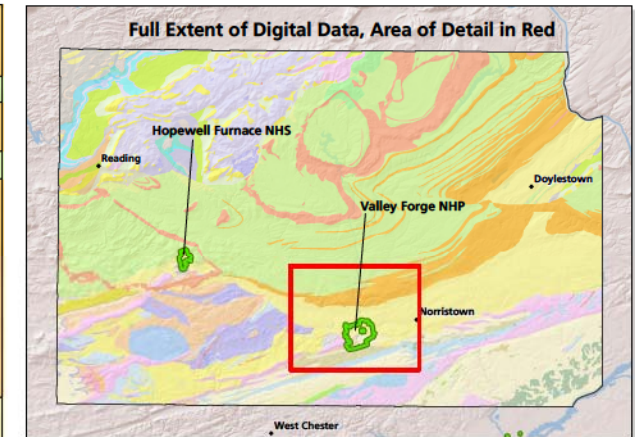 Full Extent of Digital Data, Area of Detail in Red
Hopewell Furnace NHS
Reading
Doylestown
Valley Forge NHP
Norristown
West Chester